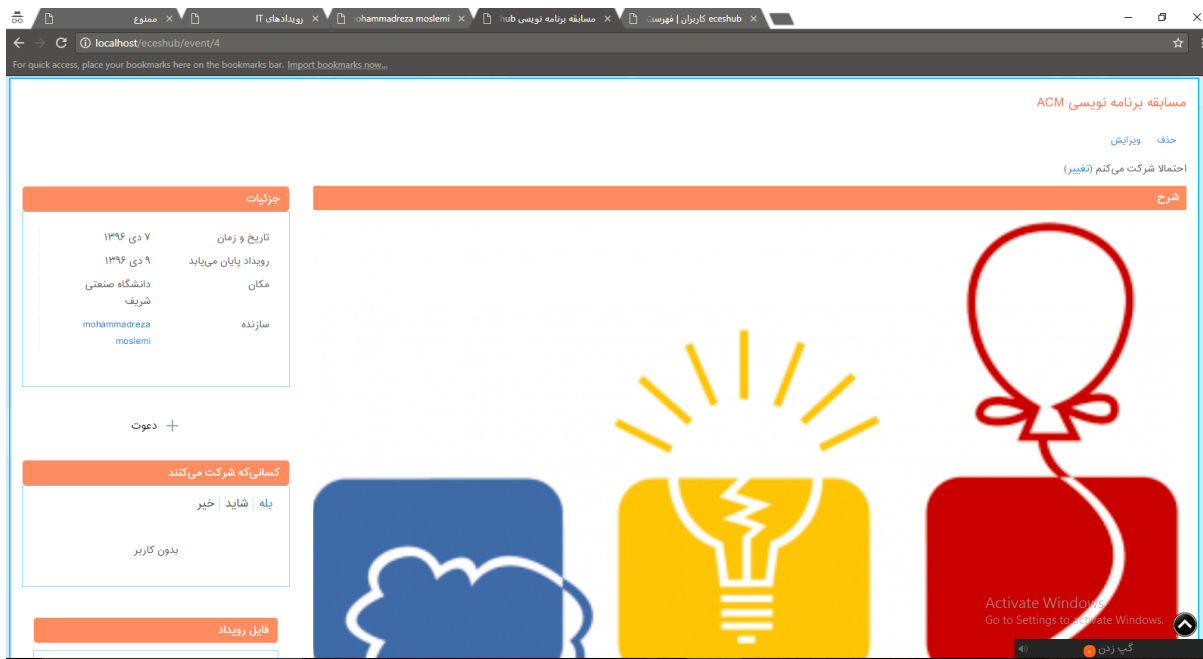 ممنوع
رویدادهای IT
ohammadreza moslemi
مسابقه برنامه نویسی hub
eceshub کاربران | فهرست
localhost/eceshub/event/4
For quick access, place your bookmarks here on the bookmarks bar. Import bookmarks now...
مسابقه برنامه نویسی ACM
حذف ویرایش
احتمالا شرکت می‌کنم (تغییر)
شرح
جزئیات
تاریخ و زمان ۷ دی ۱۳۹۶
رویداد پایان می‌یابد ۹ دی ۱۳۹۶
مکان دانشگاه صنعتی
شریف
سازنده mohammadreza
moslemi
+ دعوت
کسانی‌که شرکت می‌کنند
بله | شاید | خیر
بدون کاربر
فایل رویداد
Activate Windows
Go to Settings to activate Windows.
گپ زدن